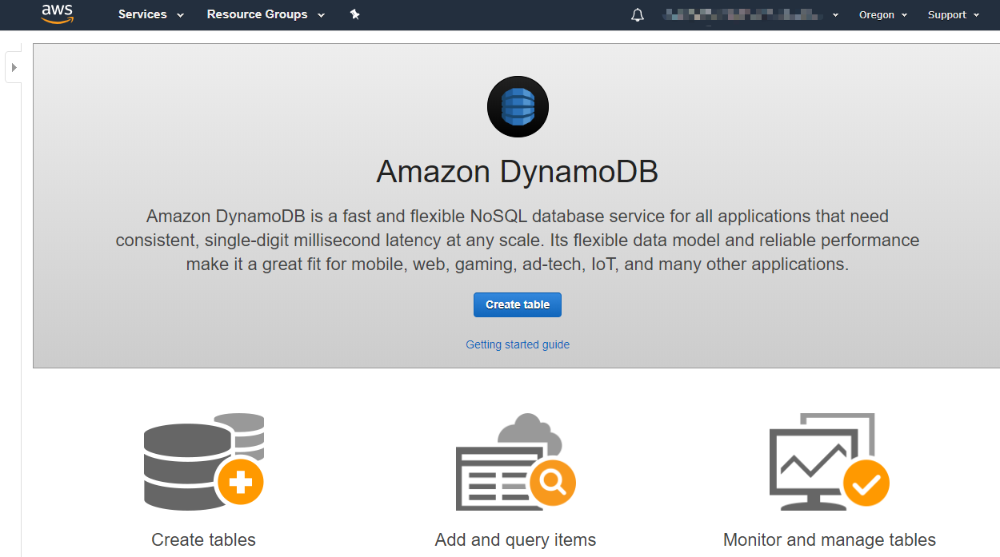 aws Services Resource Groups Oregon Support
Amazon DynamoDB
Amazon DynamoDB is a fast and flexible NoSQL database service for all applications that need
consistent, single-digit millisecond latency at any scale. Its flexible data model and reliable performance
make it a great fit for mobile, web, gaming, ad-tech, IoT, and many other applications.
Create table
Getting started guide
Create tables Add and query items Monitor and manage tables